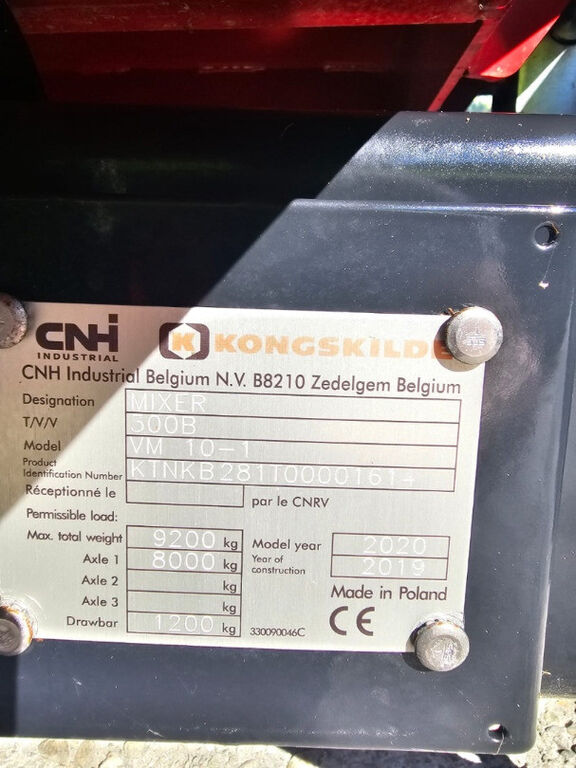 CNHi KONGSKILDE
INDUSTRIAL
CNH Industrial Belgium N.V. B8210 Zedelgem Belgium
Designation MIXER
T/V/V 300B
Model VM 10-1
Product Identification Number KTNKB281T00001614
Réceptionné le par le CNRV
Permissible load:
Max. total weight 9200 kg Model year 2020
Axle 1 8000 kg Year of construction 2019
Axle 2 kg
Axle 3 kg Made in Poland
Drawbar 1200 kg 330090046C CE